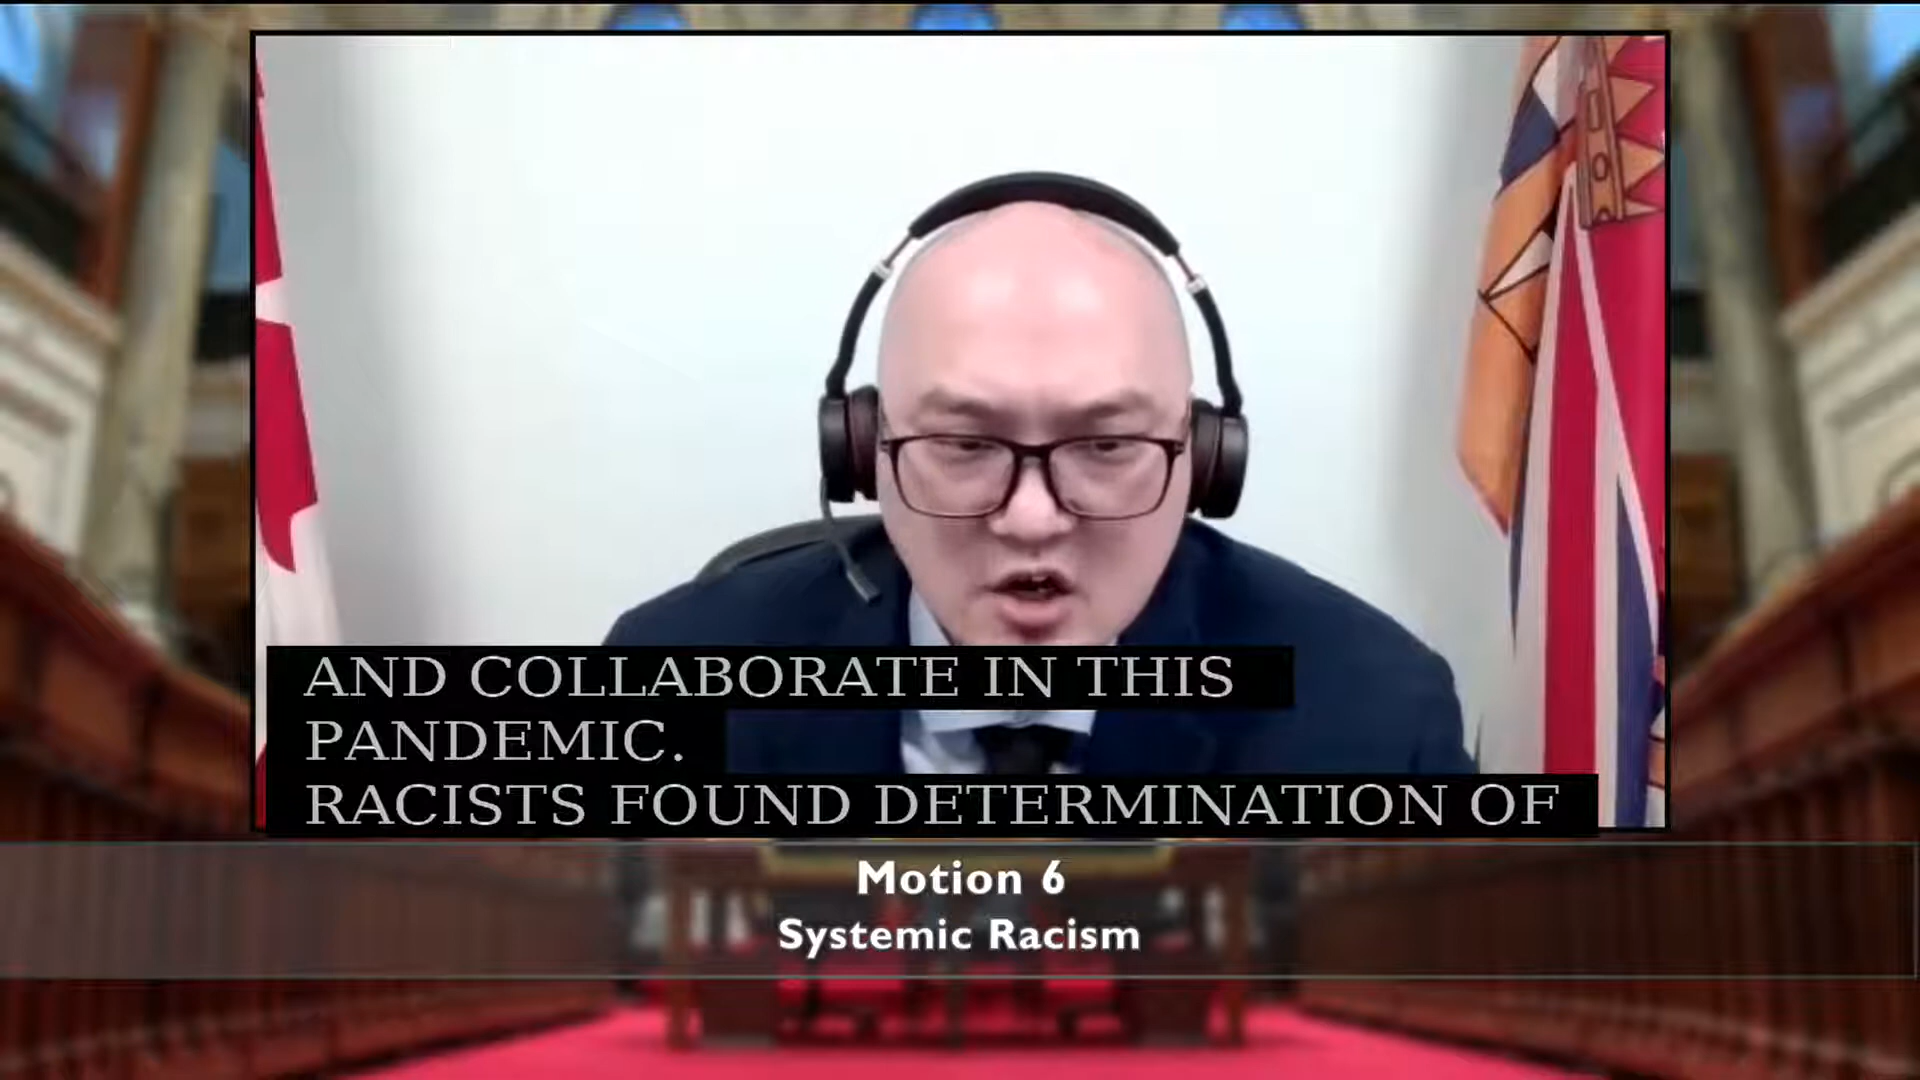 AND COLLABORATE IN THIS
PANDEMIC.
RACISTS FOUND DETERMINATION OF
Motion 6
Systemic Racism